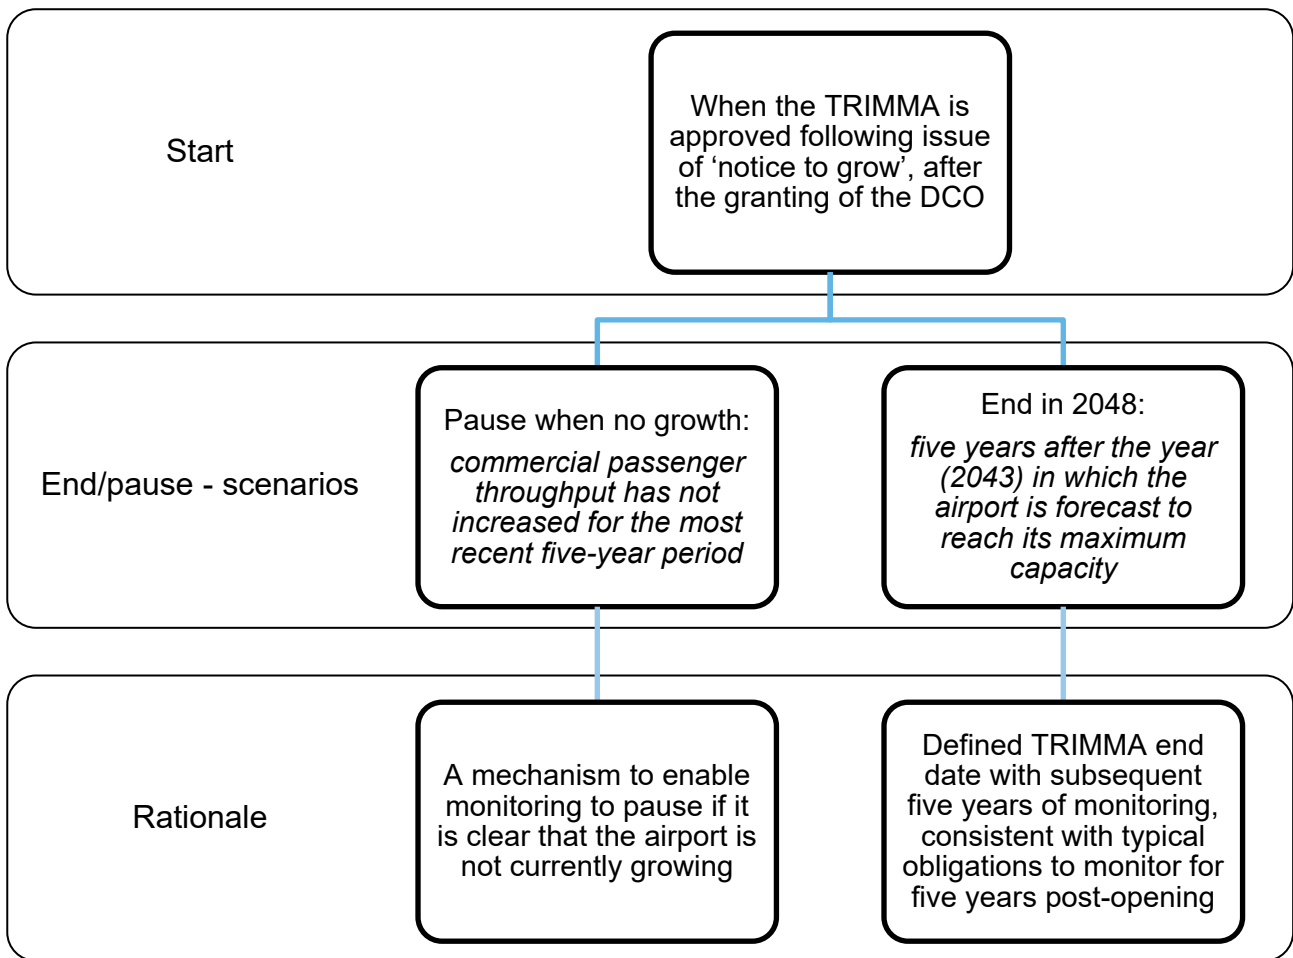 Start
When the TRIMMA is
approved following issue
of ‘notice to grow’, after
the granting of the DCO
End/pause - scenarios
Pause when no growth:
commercial passenger
throughput has not
increased for the most
recent five-year period
End in 2048:
five years after the year
(2043) in which the
airport is forecast to
reach its maximum
capacity
Rationale
A mechanism to enable
monitoring to pause if it
is clear that the airport is
not currently growing
Defined TRIMMA end
date with subsequent
five years of monitoring,
consistent with typical
obligations to monitor for
five years post-opening